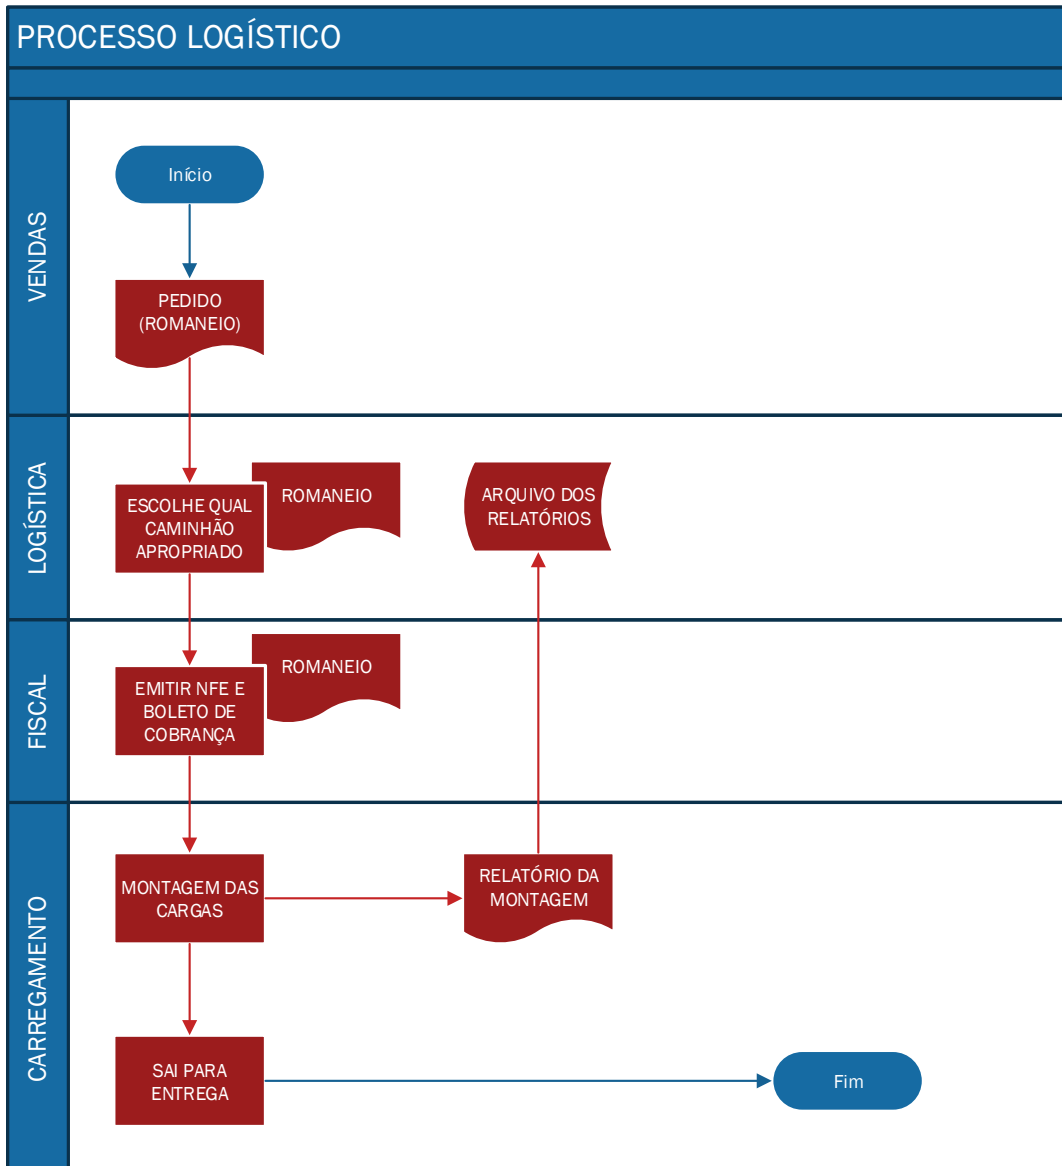 PROCESSO LOGÍSTICO
VENDAS
Início
PEDIDO
(ROMANEIO)
LOGÍSTICA
ESCOLHE QUAL
CAMINHÃO
APROPRIADO
ROMANEIO
ARQUIVO DOS
RELATÓRIOS
FISCAL
EMITIR NFE E
BOLETO DE
COBRANÇA
ROMANEIO
CARREGAMENTO
MONTAGEM DAS
CARGAS
RELATÓRIO DA
MONTAGEM
SAI PARA
ENTREGA
Fim